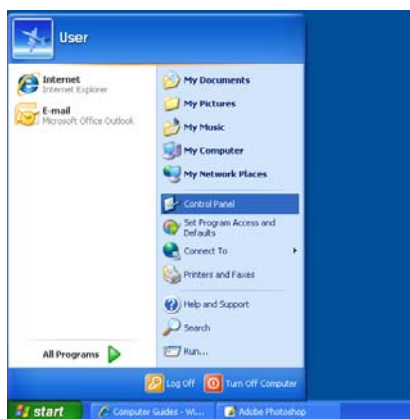 User
Internet
Internet Explorer
E-mail
Microsoft Office Outlook
All Programs
My Documents
My Pictures
My Music
My Computer
My Network Places
Control Panel
Set Program Access and
Defaults
Connect To
Printers and Faxes
Help and Support
Search
Run...
Log Off
Turn Off Computer
start
Computer Guides - Wi...
Adobe Photoshop